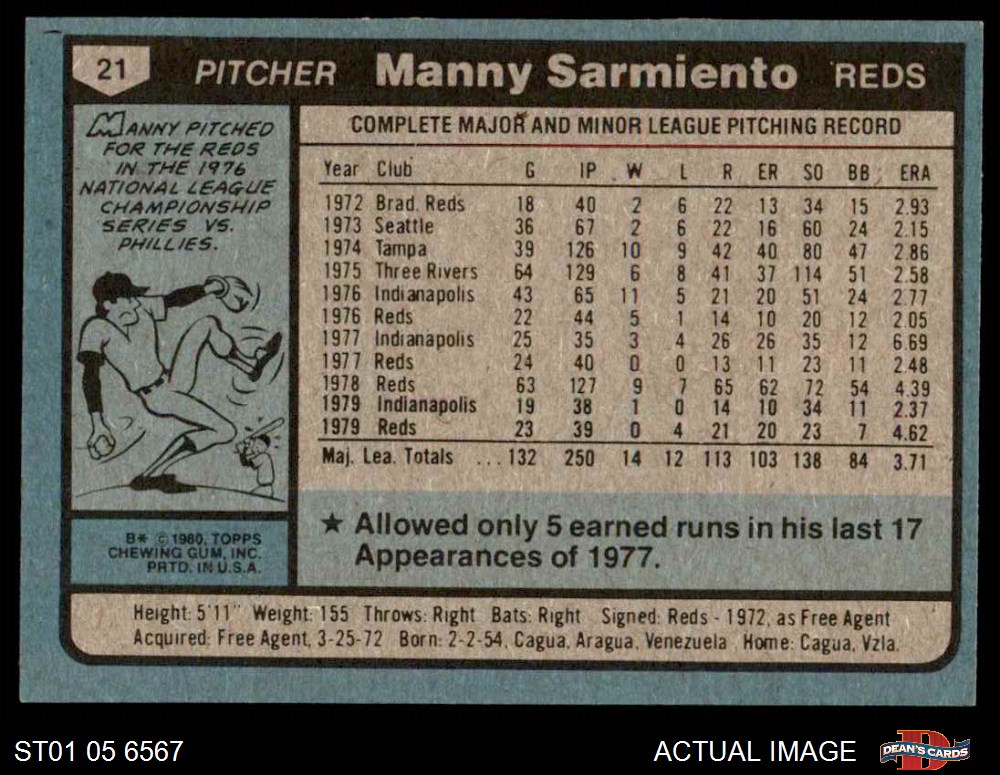 21 PITCHER Manny Sarmiento REDS
MANNY PITCHED
FOR THE REDS
IN THE 1976
NATIONAL LEAGUE
CHAMPIONSHIP
SERIES VS.
PHILLIES.
COMPLETE MAJOR AND MINOR LEAGUE PITCHING RECORD
Year Club G IP W L R ER SO BB ERA
1972 Brad. Reds 18 40 2 6 22 13 34 15 2.93
1973 Seattle 36 67 2 6 22 16 60 24 2.15
1974 Tampa 39 126 10 9 42 40 80 47 2.86
1975 Three Rivers 64 129 6 8 41 37 114 51 2.58
1976 Indianapolis 43 65 11 5 21 20 51 24 2.77
1976 Reds 22 44 5 1 14 10 20 12 2.05
1977 Indianapolis 25 35 3 4 26 26 35 12 6.69
1977 Reds 24 40 0 0 13 11 23 11 2.48
1978 Reds 63 127 9 7 65 62 72 54 4.39
1979 Indianapolis 19 38 1 0 14 10 34 11 2.37
1979 Reds 23 39 0 4 21 20 23 7 4.62
Maj. Lea. Totals ... 132 250 14 12 113 103 138 84 3.71
★ Allowed only 5 earned runs in his last 17
Appearances of 1977.
B* © 1980, TOPPS
CHEWING GUM, INC.
PRTD. IN U.S.A.
Height: 5'11" Weight: 155 Throws: Right Bats: Right Signed: Reds - 1972, as Free Agent
Acquired: Free Agent, 3-25-72 Born: 2-2-54, Cagua, Aragua, Venezuela Home: Cagua, Vzla.
ST01 05 6567
ACTUAL IMAGE
DEAN'S CARDS